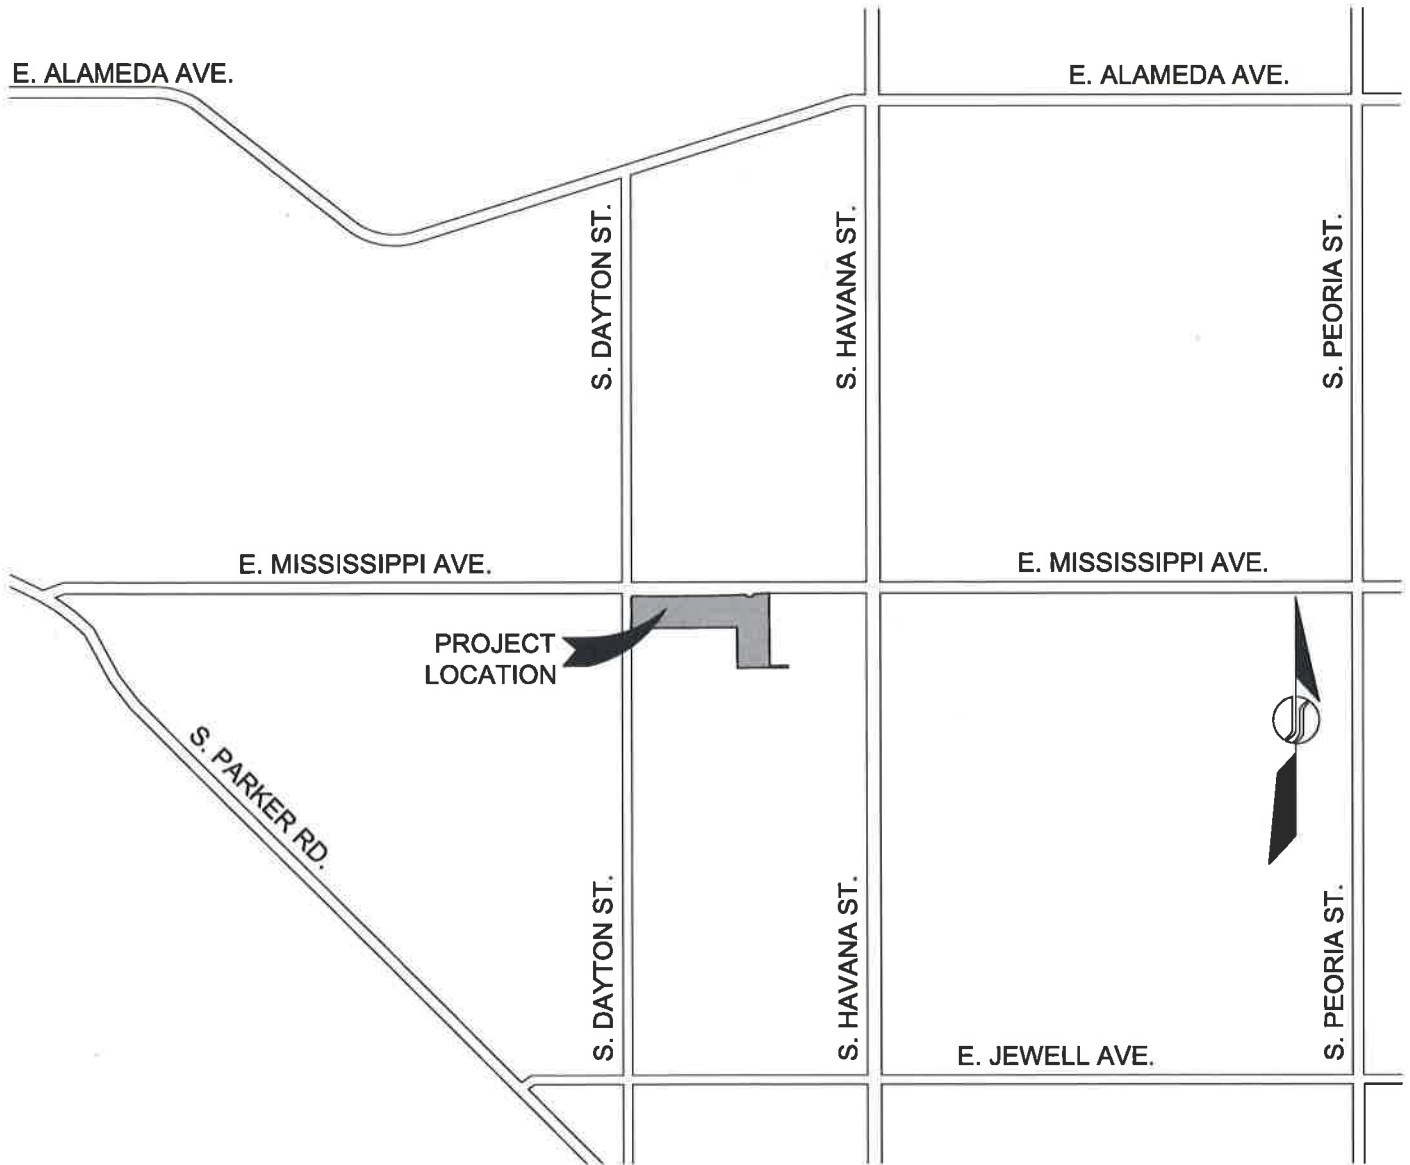 E. ALAMEDA AVE.
E. ALAMEDA AVE.
S. DAYTON ST.
S. HAVANA ST.
S. PEORIA ST.
E. MISSISSIPPI AVE.
E. MISSISSIPPI AVE.
PROJECT
LOCATION
S. PARKER RD.
S. DAYTON ST.
S. HAVANA ST.
S. PEORIA ST.
E. JEWELL AVE.